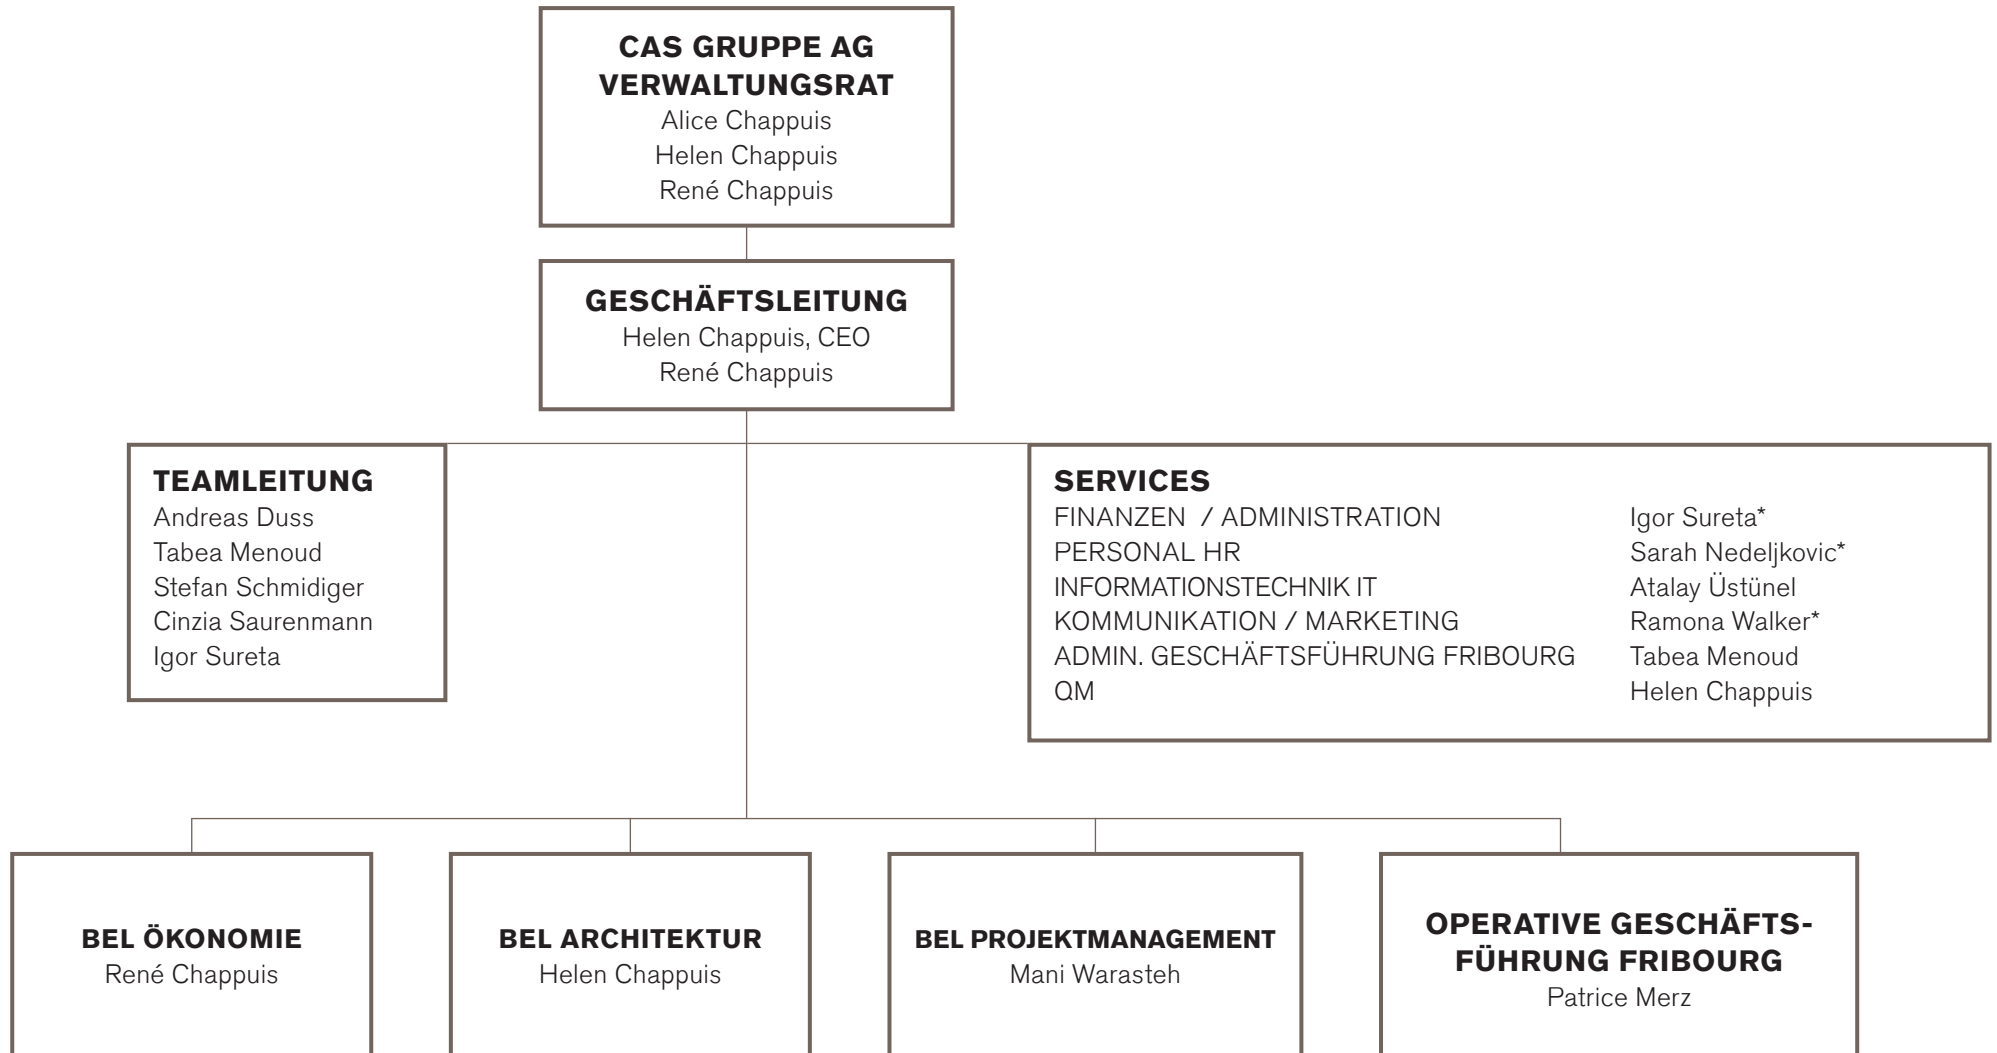 CAS GRUPPE AG
VERWALTUNGSRAT
Alice Chappuis
Helen Chappuis
René Chappuis
GESCHÄFTSLEITUNG
Helen Chappuis, CEO
René Chappuis
TEAMLEITUNG
Andreas Duss
Tabea Menoud
Stefan Schmidiger
Cinzia Saurenmann
Igor Sureta
SERVICES
FINANZEN / ADMINISTRATION Igor Sureta*
PERSONAL HR Sarah Nedeljkovic*
INFORMATIONSTECHNIK IT Atalay Üstünel
KOMMUNIKATION / MARKETING Ramona Walker*
ADMIN. GESCHÄFTSFÜHRUNG FRIBOURG Tabea Menoud
QM Helen Chappuis
BEL ÖKONOMIE
René Chappuis
BEL ARCHITEKTUR
Helen Chappuis
BEL PROJEKTMANAGEMENT
Mani Warasteh
OPERATIVE GESCHÄFTS-
FÜHRUNG FRIBOURG
Patrice Merz